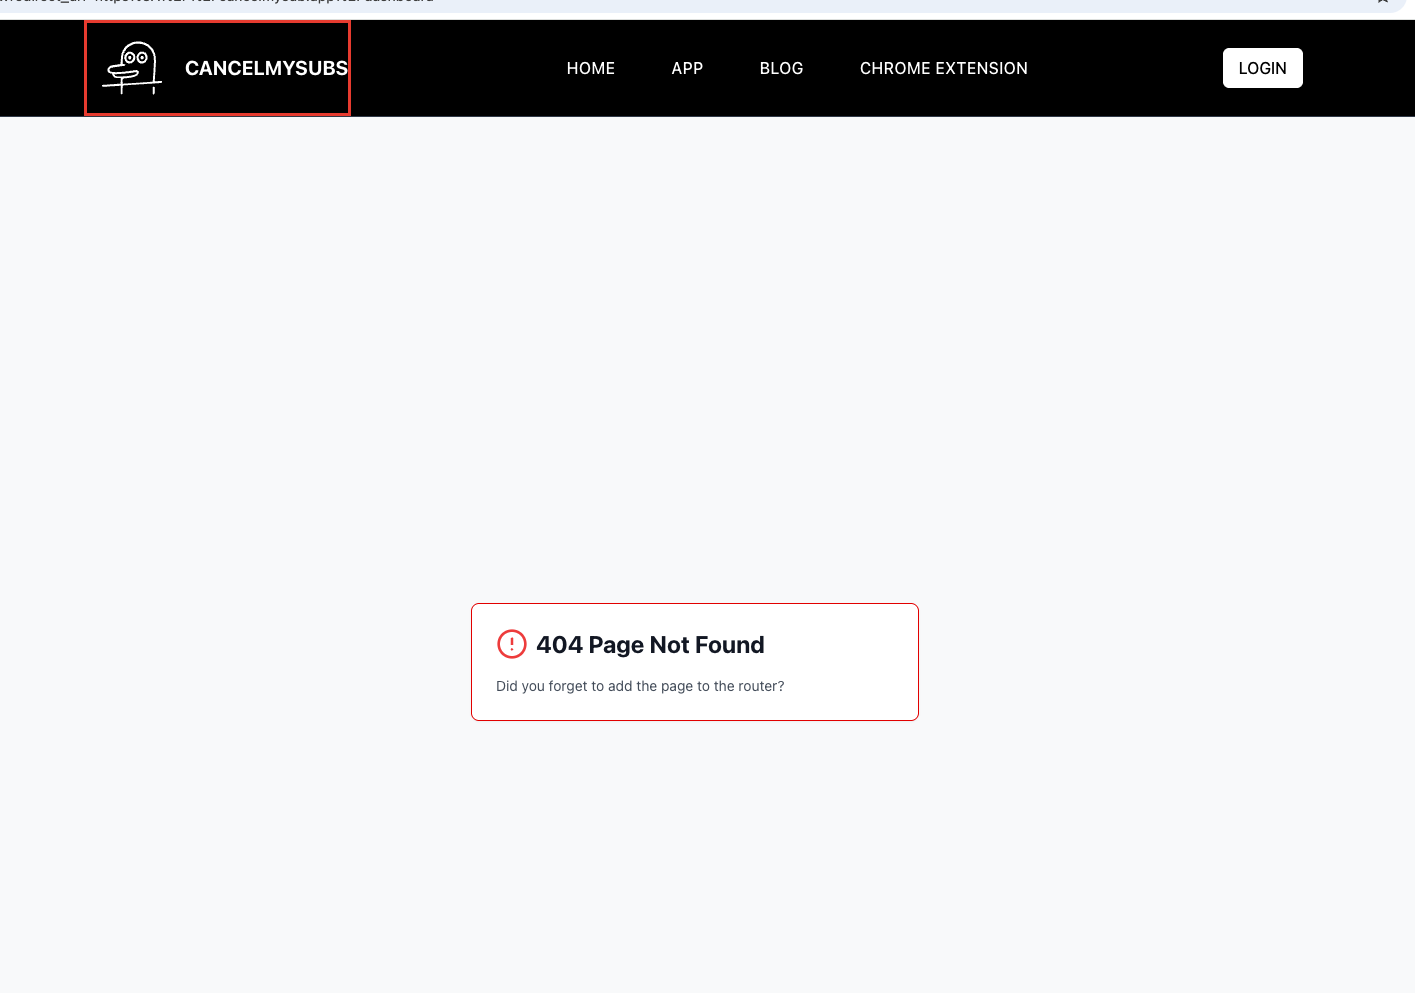 CANCELMYSUBS
HOME
APP
BLOG
CHROME EXTENSION
LOGIN
404 Page Not Found
Did you forget to add the page to the router?